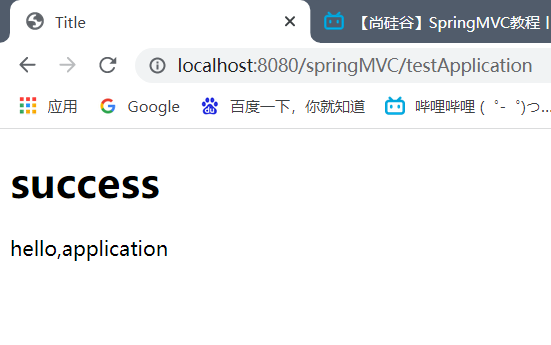 Title
【尚硅谷】SpringMVC教程
localhost:8080/springMVC/testApplication
应用
Google
百度一下，你就知道
哔哩哔哩 ( ゜- ゜)つ...
success
hello,application